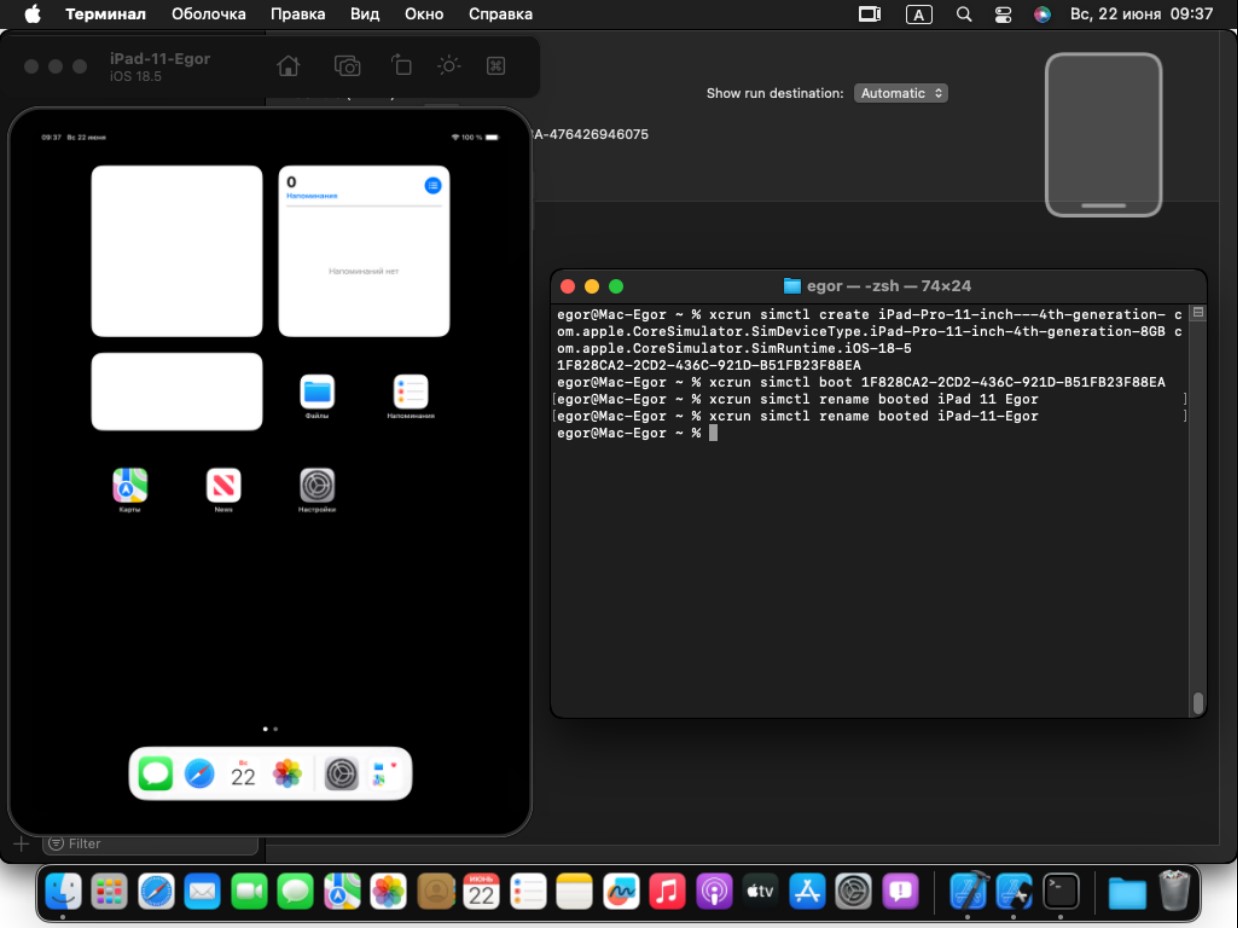 Терминал Оболочка Правка Вид Окно Справка
A
Вс, 22 июня 09:37
iPad-11-Egor
iOS 18.5
Show run destination: Automatic
A-476426946075
09:37 Вс 22 июня
100 %
0
Напоминания
Напоминаний нет
Файлы
Напоминания
Карты
News
Настройки
Вс
22
egor — -zsh — 74×24
egor@Mac-Egor ~ % xcrun simctl create iPad-Pro-11-inch---4th-generation- c
om.apple.CoreSimulator.SimDeviceType.iPad-Pro-11-inch-4th-generation-8GB c
om.apple.CoreSimulator.SimRuntime.iOS-18-5
1F828CA2-2CD2-436C-921D-B51FB23F88EA
egor@Mac-Egor ~ % xcrun simctl boot 1F828CA2-2CD2-436C-921D-B51FB23F88EA
[egor@Mac-Egor ~ % xcrun simctl rename booted iPad 11 Egor ]
[egor@Mac-Egor ~ % xcrun simctl rename booted iPad-11-Egor ]
egor@Mac-Egor ~ %
Filter
ИЮНЬ
22
tv